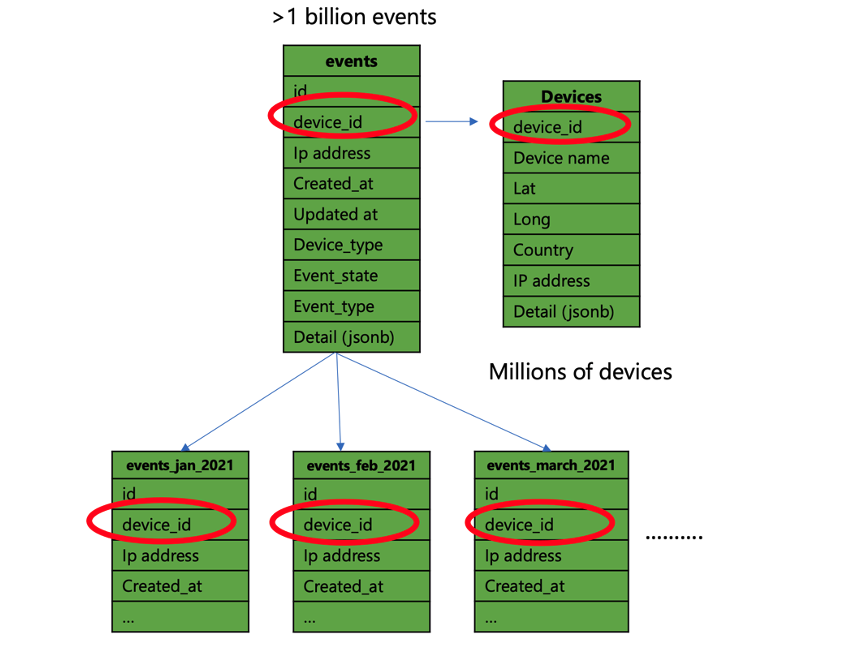 >1 billion events
events
id
device_id
Ip address
Created_at
Updated at
Device_type
Event_state
Event_type
Detail (jsonb)
Devices
device_id
Device name
Lat
Long
Country
IP address
Detail (jsonb)
Millions of devices
events_jan_2021
id
device_id
Ip address
Created_at
...
events_feb_2021
id
device_id
Ip address
Created_at
...
events_march_2021
id
device_id
Ip address
Created_at
...
..........